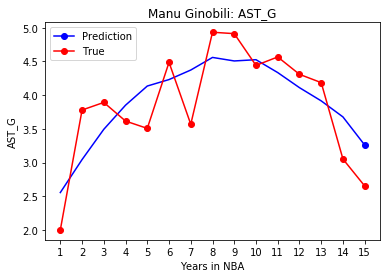 Manu Ginobili: AST_G
Prediction
True
AST_G
5.0
4.5
4.0
3.5
3.0
2.5
2.0
1 2 3 4 5 6 7 8 9 10 11 12 13 14 15
Years in NBA